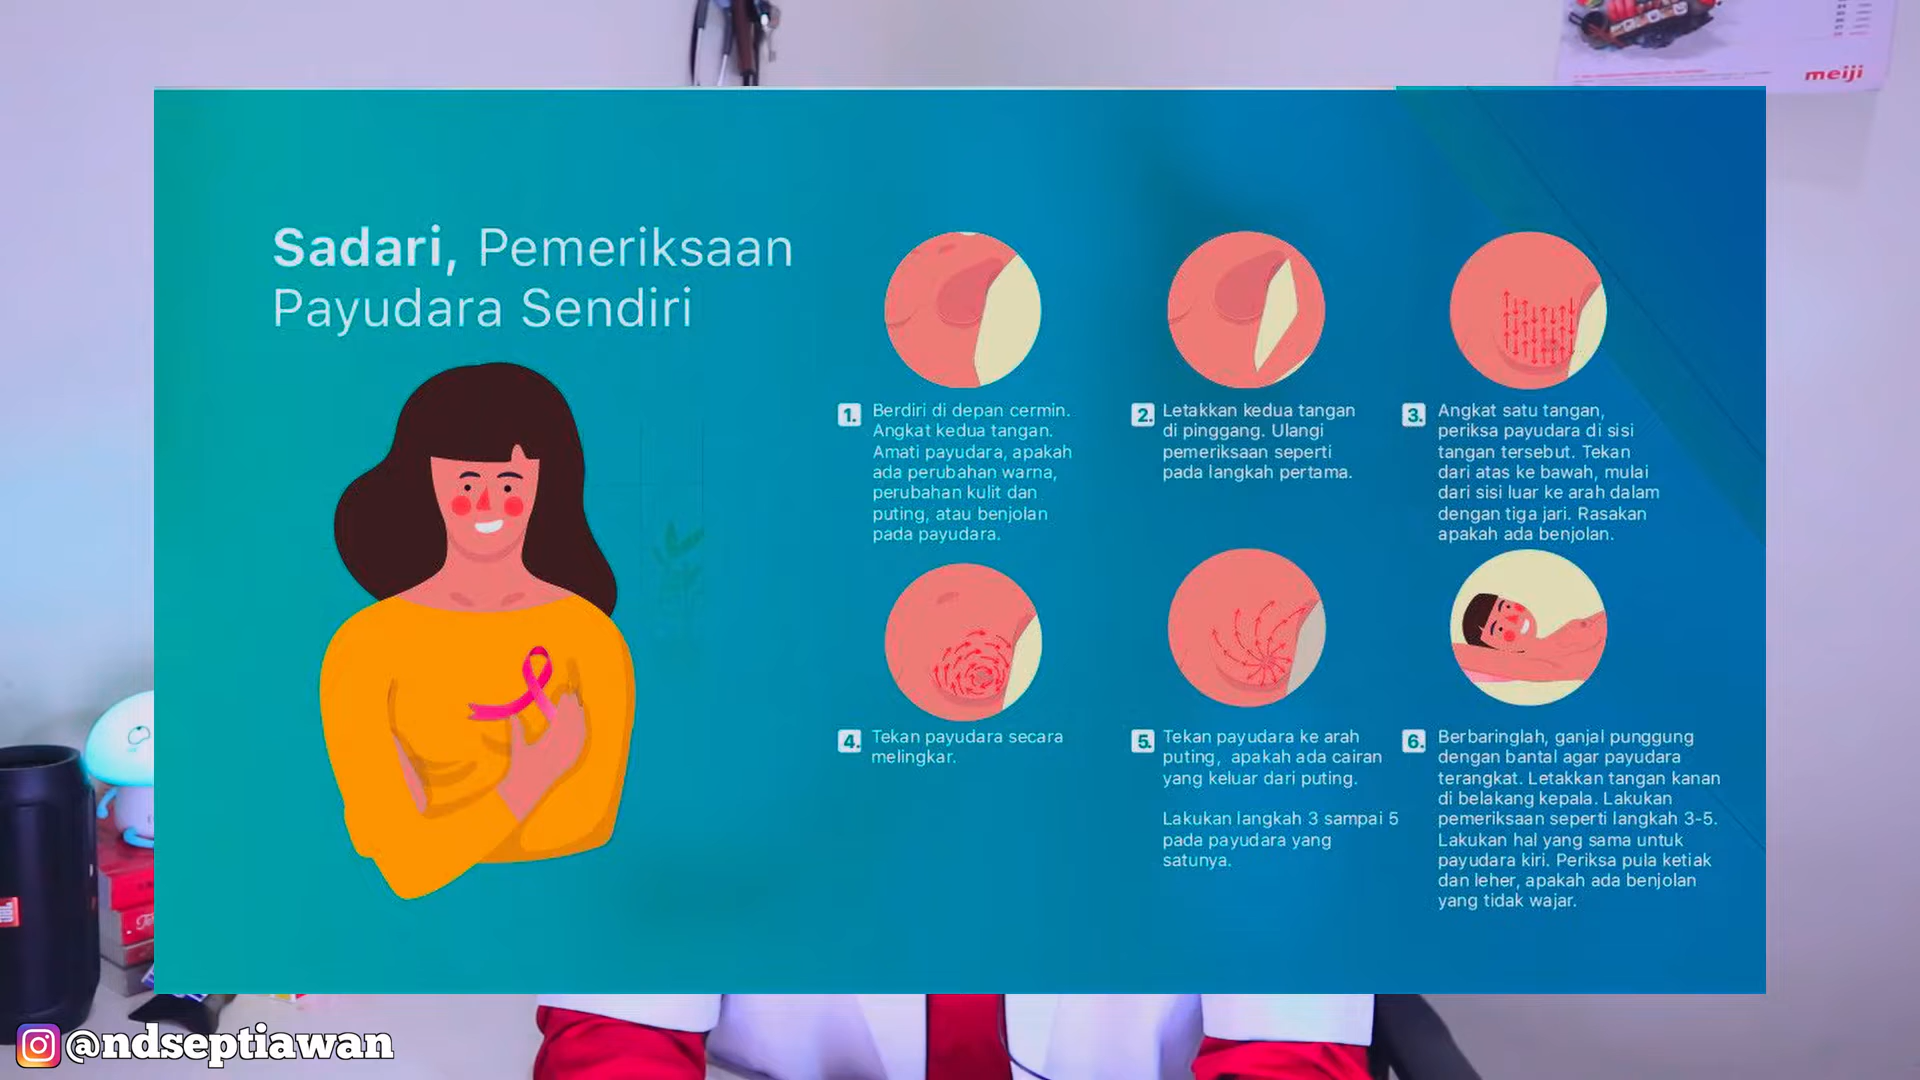 meiji
Sadari, Pemeriksaan
Payudara Sendiri
1. Berdiri di depan cermin.
Angkat kedua tangan.
Amati payudara, apakah
ada perubahan warna,
perubahan kulit dan
puting, atau benjolan
pada payudara.
2. Letakkan kedua tangan
di pinggang. Ulangi
pemeriksaan seperti
pada langkah pertama.
3. Angkat satu tangan,
periksa payudara di sisi
tangan tersebut. Tekan
dari atas ke bawah, mulai
dari sisi luar ke arah dalam
dengan tiga jari. Rasakan
apakah ada benjolan.
4. Tekan payudara secara
melingkar.
5. Tekan payudara ke arah
puting, apakah ada cairan
yang keluar dari puting.
Lakukan langkah 3 sampai 5
pada payudara yang
satunya.
6. Berbaringlah, ganjal punggung
dengan bantal agar payudara
terangkat. Letakkan tangan kanan
di belakang kepala. Lakukan
pemeriksaan seperti langkah 3-5.
Lakukan hal yang sama untuk
payudara kiri. Periksa pula ketiak
dan leher, apakah ada benjolan
yang tidak wajar.
JBL
@ndseptiawan